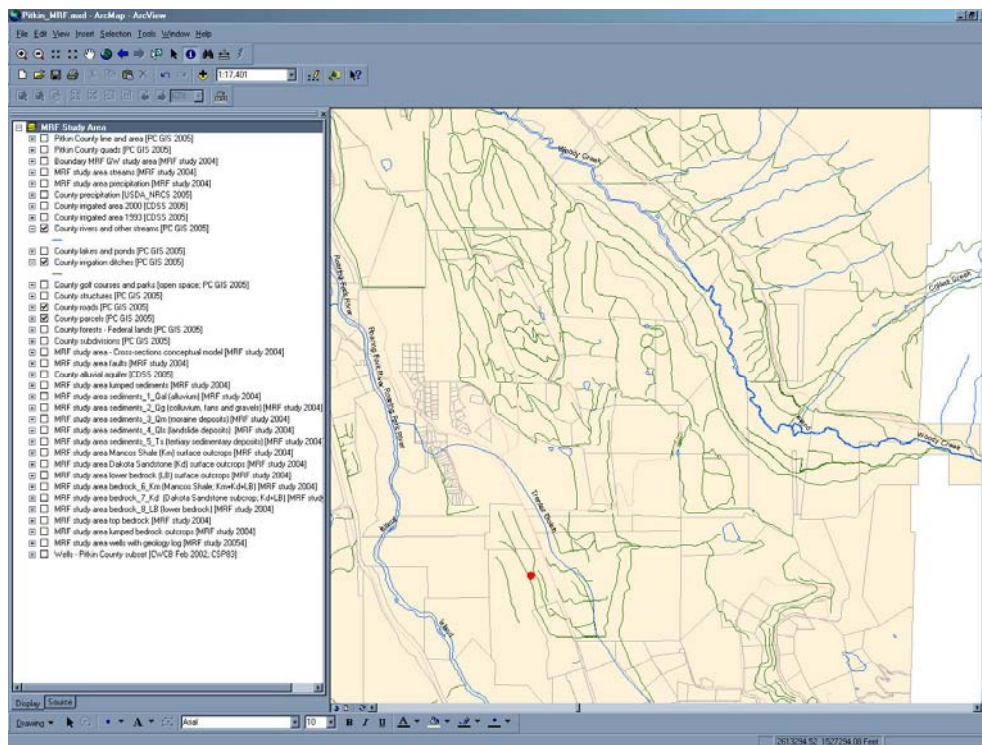 Pitkin_MRF.mxd - ArcMap - ArcView
File Edit View Insert Selection Tools Window Help
1:17,401
MRF Study Area
Pitkin County line and area [PC GIS 2005]
Pitkin County quads [PC GIS 2005]
Boundary MRF GW study area [MRF study 2004]
MRF study area streams [MRF study 2004]
MRF study area precipitation [MRF study 2004]
County precipitation [USDA_NRCS 2005]
County irrigated area 2000 [CDSS 2005]
County irrigated area 1993 [CDSS 2005]
County rivers and other streams [PC GIS 2005]
County lakes and ponds [PC GIS 2005]
County irrigation ditches [PC GIS 2005]
County golf courses and parks [open space; PC GIS 2005]
County structures [PC GIS 2005]
County roads [PC GIS 2005]
County parcels [PC GIS 2005]
County forests - Federal lands [PC GIS 2005]
County subdivisions [PC GIS 2005]
MRF study area - Cross-sections conceptual model [MRF study 2004]
MRF study area faults [MRF study 2004]
County alluvial aquifer [CDSS 2005]
MRF study area lumped sediments [MRF study 2004]
MRF study area sediments_1_Qal (alluvium) [MRF study 2004]
MRF study area sediments_2_Qg (colluvium, fans and gravels) [MRF study 2004]
MRF study area sediments_3_Qm (moraine deposits) [MRF study 2004]
MRF study area sediments_4_Qls (landslide deposits) [MRF study 2004]
MRF study area sediments_5_Ts (tertiary sedimentary deposits) [MRF study 2004]
MRF study area Mancos Shale (Km) surface outcrops [MRF study 2004]
MRF study area Dakota Sandstone (Kd) surface outcrops [MRF study 2004]
MRF study area lower bedrock (LB) surface outcrops [MRF study 2004]
MRF study area bedrock_6_Km (Mancos Shale; Km+Kd+LB) [MRF study 2004]
MRF study area bedrock_7_Kd (Dakota Sandstone subcrop; Kd+LB) [MRF study
MRF study area bedrock_8_LB (lower bedrock) [MRF study 2004]
MRF study area top bedrock [MRF study 2004]
MRF study area lumped bedrock outcrops [MRF study 2004]
MRF study area wells with geology log [MRF study 20054]
Wells - Pitkin County subset [CWCB Feb 2002; CSP83]
Woody Creek
Roaring Fork River
Roaring Fork River
Roaring Fork River
Collins Creek
Island
Woody Creek
Trentaz Ditch
Island
Island
Display Source
Drawing Arial 10 B I U A
2613294.52 1527294.08 Feet